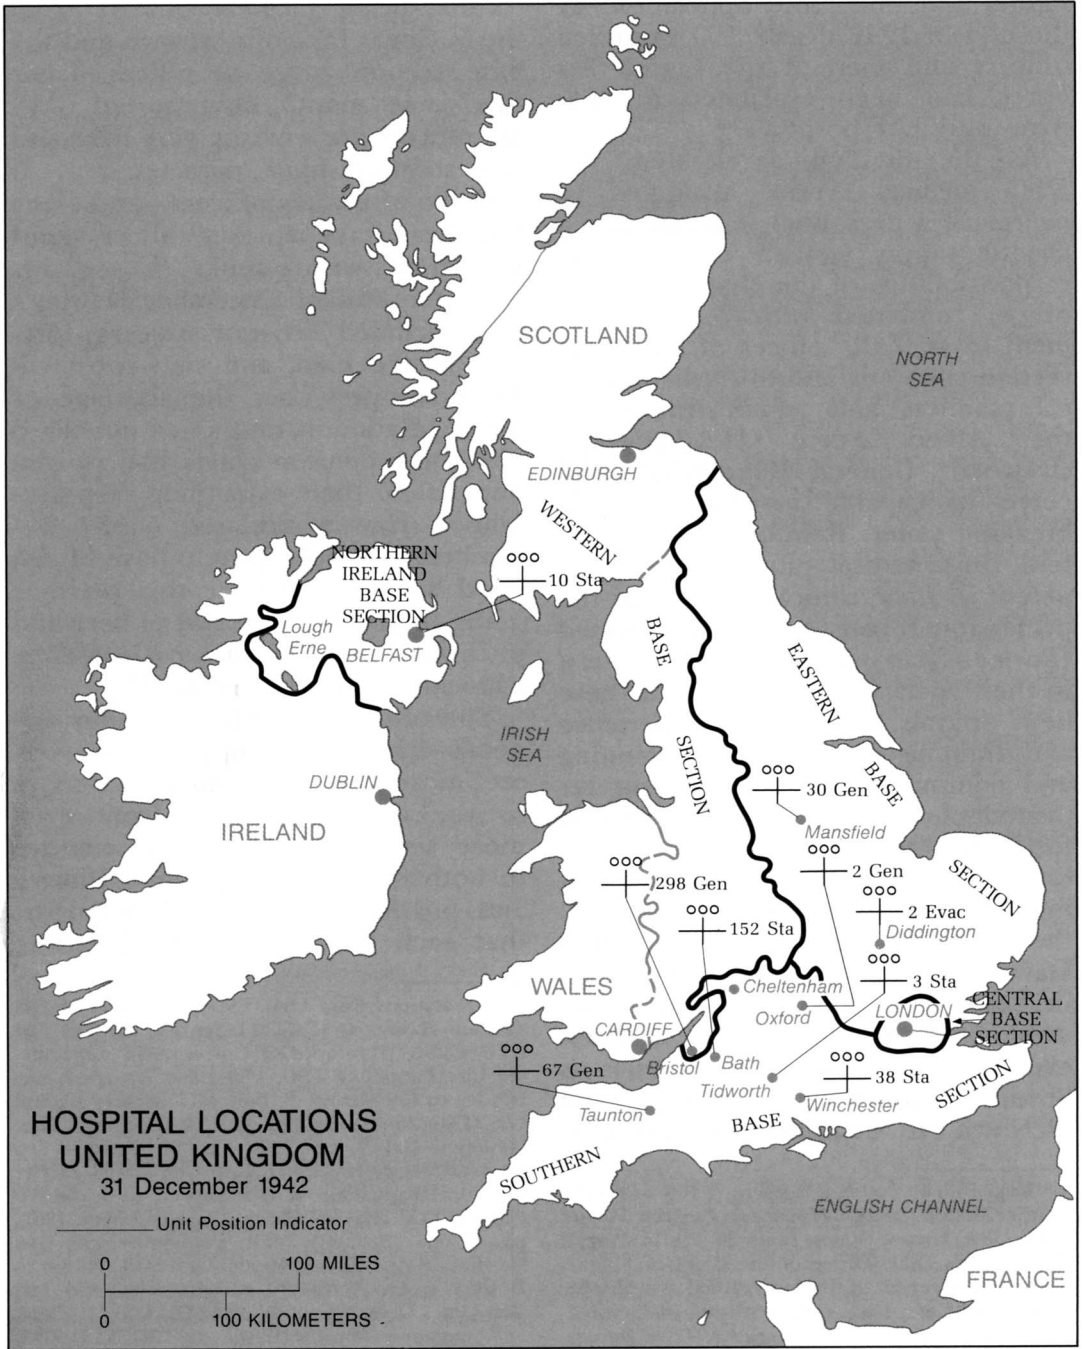 SCOTLAND
NORTH
SEA
EDINBURGH
WESTERN
BASE
SECTION
NORTHERN
IRELAND
BASE
SECTION
10 Sta
Lough
Erne
BELFAST
EASTERN
BASE
SECTION
IRISH
SEA
DUBLIN
IRELAND
30 Gen
Mansfield
2 Gen
298 Gen
2 Evac
Diddington
152 Sta
3 Sta
WALES
Cheltenham
Oxford
LONDON
CENTRAL
BASE
SECTION
CARDIFF
Bristol
Bath
67 Gen
Tidworth
38 Sta
Winchester
Taunton
SOUTHERN
BASE
SECTION
HOSPITAL LOCATIONS
UNITED KINGDOM
31 December 1942
Unit Position Indicator
0 100 MILES
0 100 KILOMETERS
ENGLISH CHANNEL
FRANCE